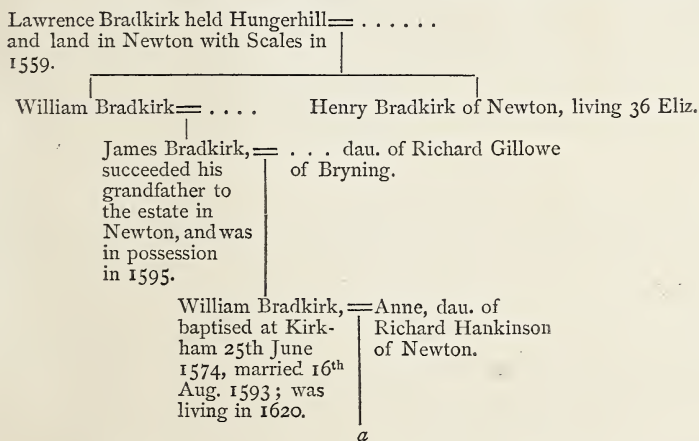 Lawrence Bradkirk held Hungerhill = . . . . . .
and land in Newton with Scales in
1559.
William Bradkirk = . . . .
Henry Bradkirk of Newton, living 36 Eliz.
James Bradkirk, = . . . dau. of Richard Gillowe
succeeded his of Bryning.
grandfather to
the estate in
Newton, and was
in possession
in 1595.
William Bradkirk, = Anne, dau. of
baptised at Kirk- Richard Hankinson
ham 25th June of Newton.
1574, married 16th
Aug. 1593; was
living in 1620.
a